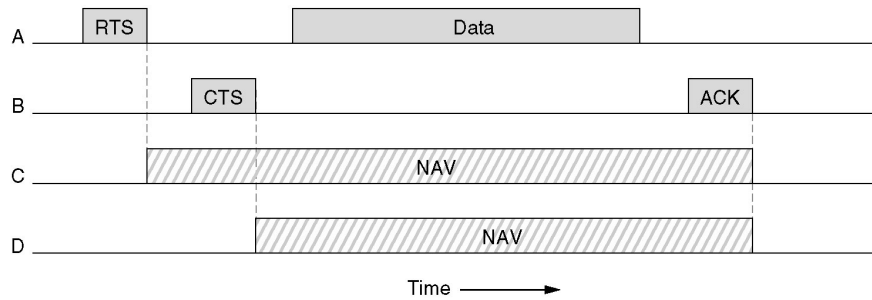 A RTS Data
B CTS ACK
C NAV
D NAV
Time